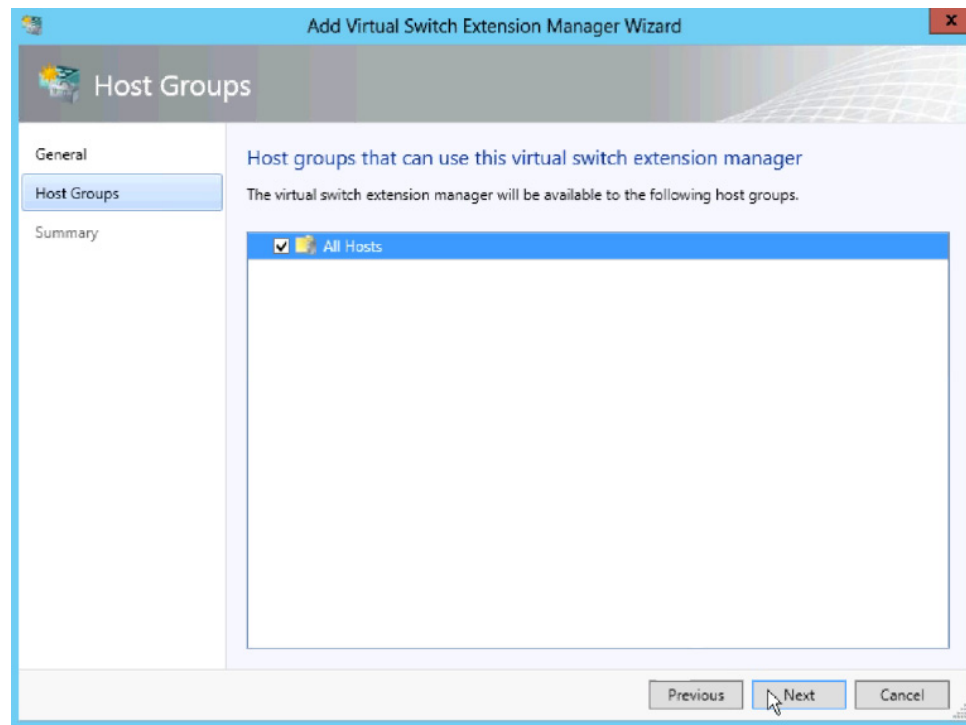 Add Virtual Switch Extension Manager Wizard
x
Host Groups
General
Host Groups
Summary
Host groups that can use this virtual switch extension manager
The virtual switch extension manager will be available to the following host groups.
All Hosts
Previous
Next
Cancel